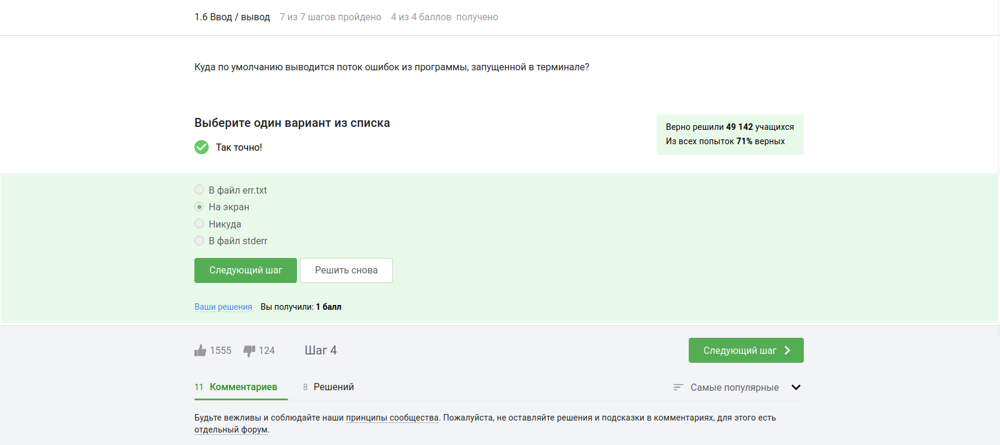 1.6 Ввод / вывод 7 из 7 шагов пройдено 4 из 4 баллов получено
Куда по умолчанию выводится поток ошибок из программы, запущенной в терминале?
Выберите один вариант из списка
Так точно!
Верно решили 49 142 учащихся
Из всех попыток 71% верных
В файл err.txt
На экран
Никуда
В файл stderr
Следующий шаг Решить снова
Ваши решения Вы получили: 1 балл
1555 124 Шаг 4 Следующий шаг
11 Комментариев 8 Решений Самые популярные
Будьте вежливы и соблюдайте наши принципы сообщества. Пожалуйста, не оставляйте решения и подсказки в комментариях, для этого есть
отдельный форум.